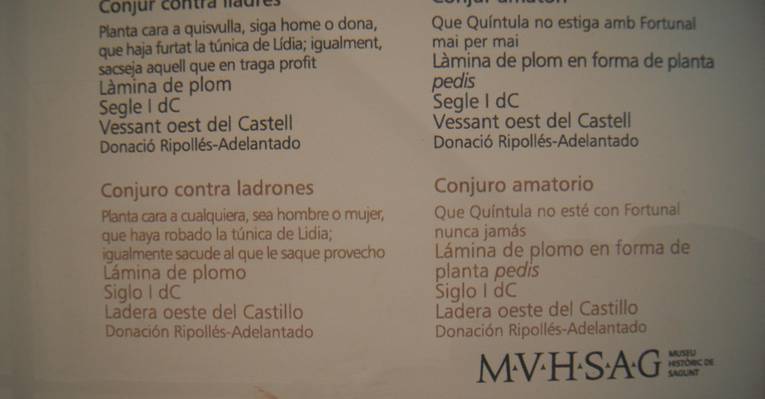 Conjur contra lladres
Planta cara a quisvulla, siga home o dona,
que haja furtat la túnica de Lídia; igualment,
sacseja aquell que en traga profit
Làmina de plom
Segle I dC
Vessant oest del Castell
Donació Ripollés-Adelantado
Conjur amatori
Que Quíntula no estiga amb Fortunal
mai per mai
Làmina de plom en forma de planta
pedis
Segle I dC
Vessant oest del Castell
Donació Ripollés-Adelantado
Conjuro contra ladrones
Planta cara a cualquiera, sea hombre o mujer,
que haya robado la túnica de Lidia;
igualmente sacude al que le saque provecho
Lámina de plomo
Siglo I dC
Ladera oeste del Castillo
Donación Ripollés-Adelantado
Conjuro amatorio
Que Quíntula no esté con Fortunal
nunca jamás
Lámina de plomo en forma de
planta pedis
Siglo I dC
Ladera oeste del Castillo
Donación Ripollés-Adelantado
M·V·H·S·A·G
MUSEU
HISTÒRIC DE
SAGUNT